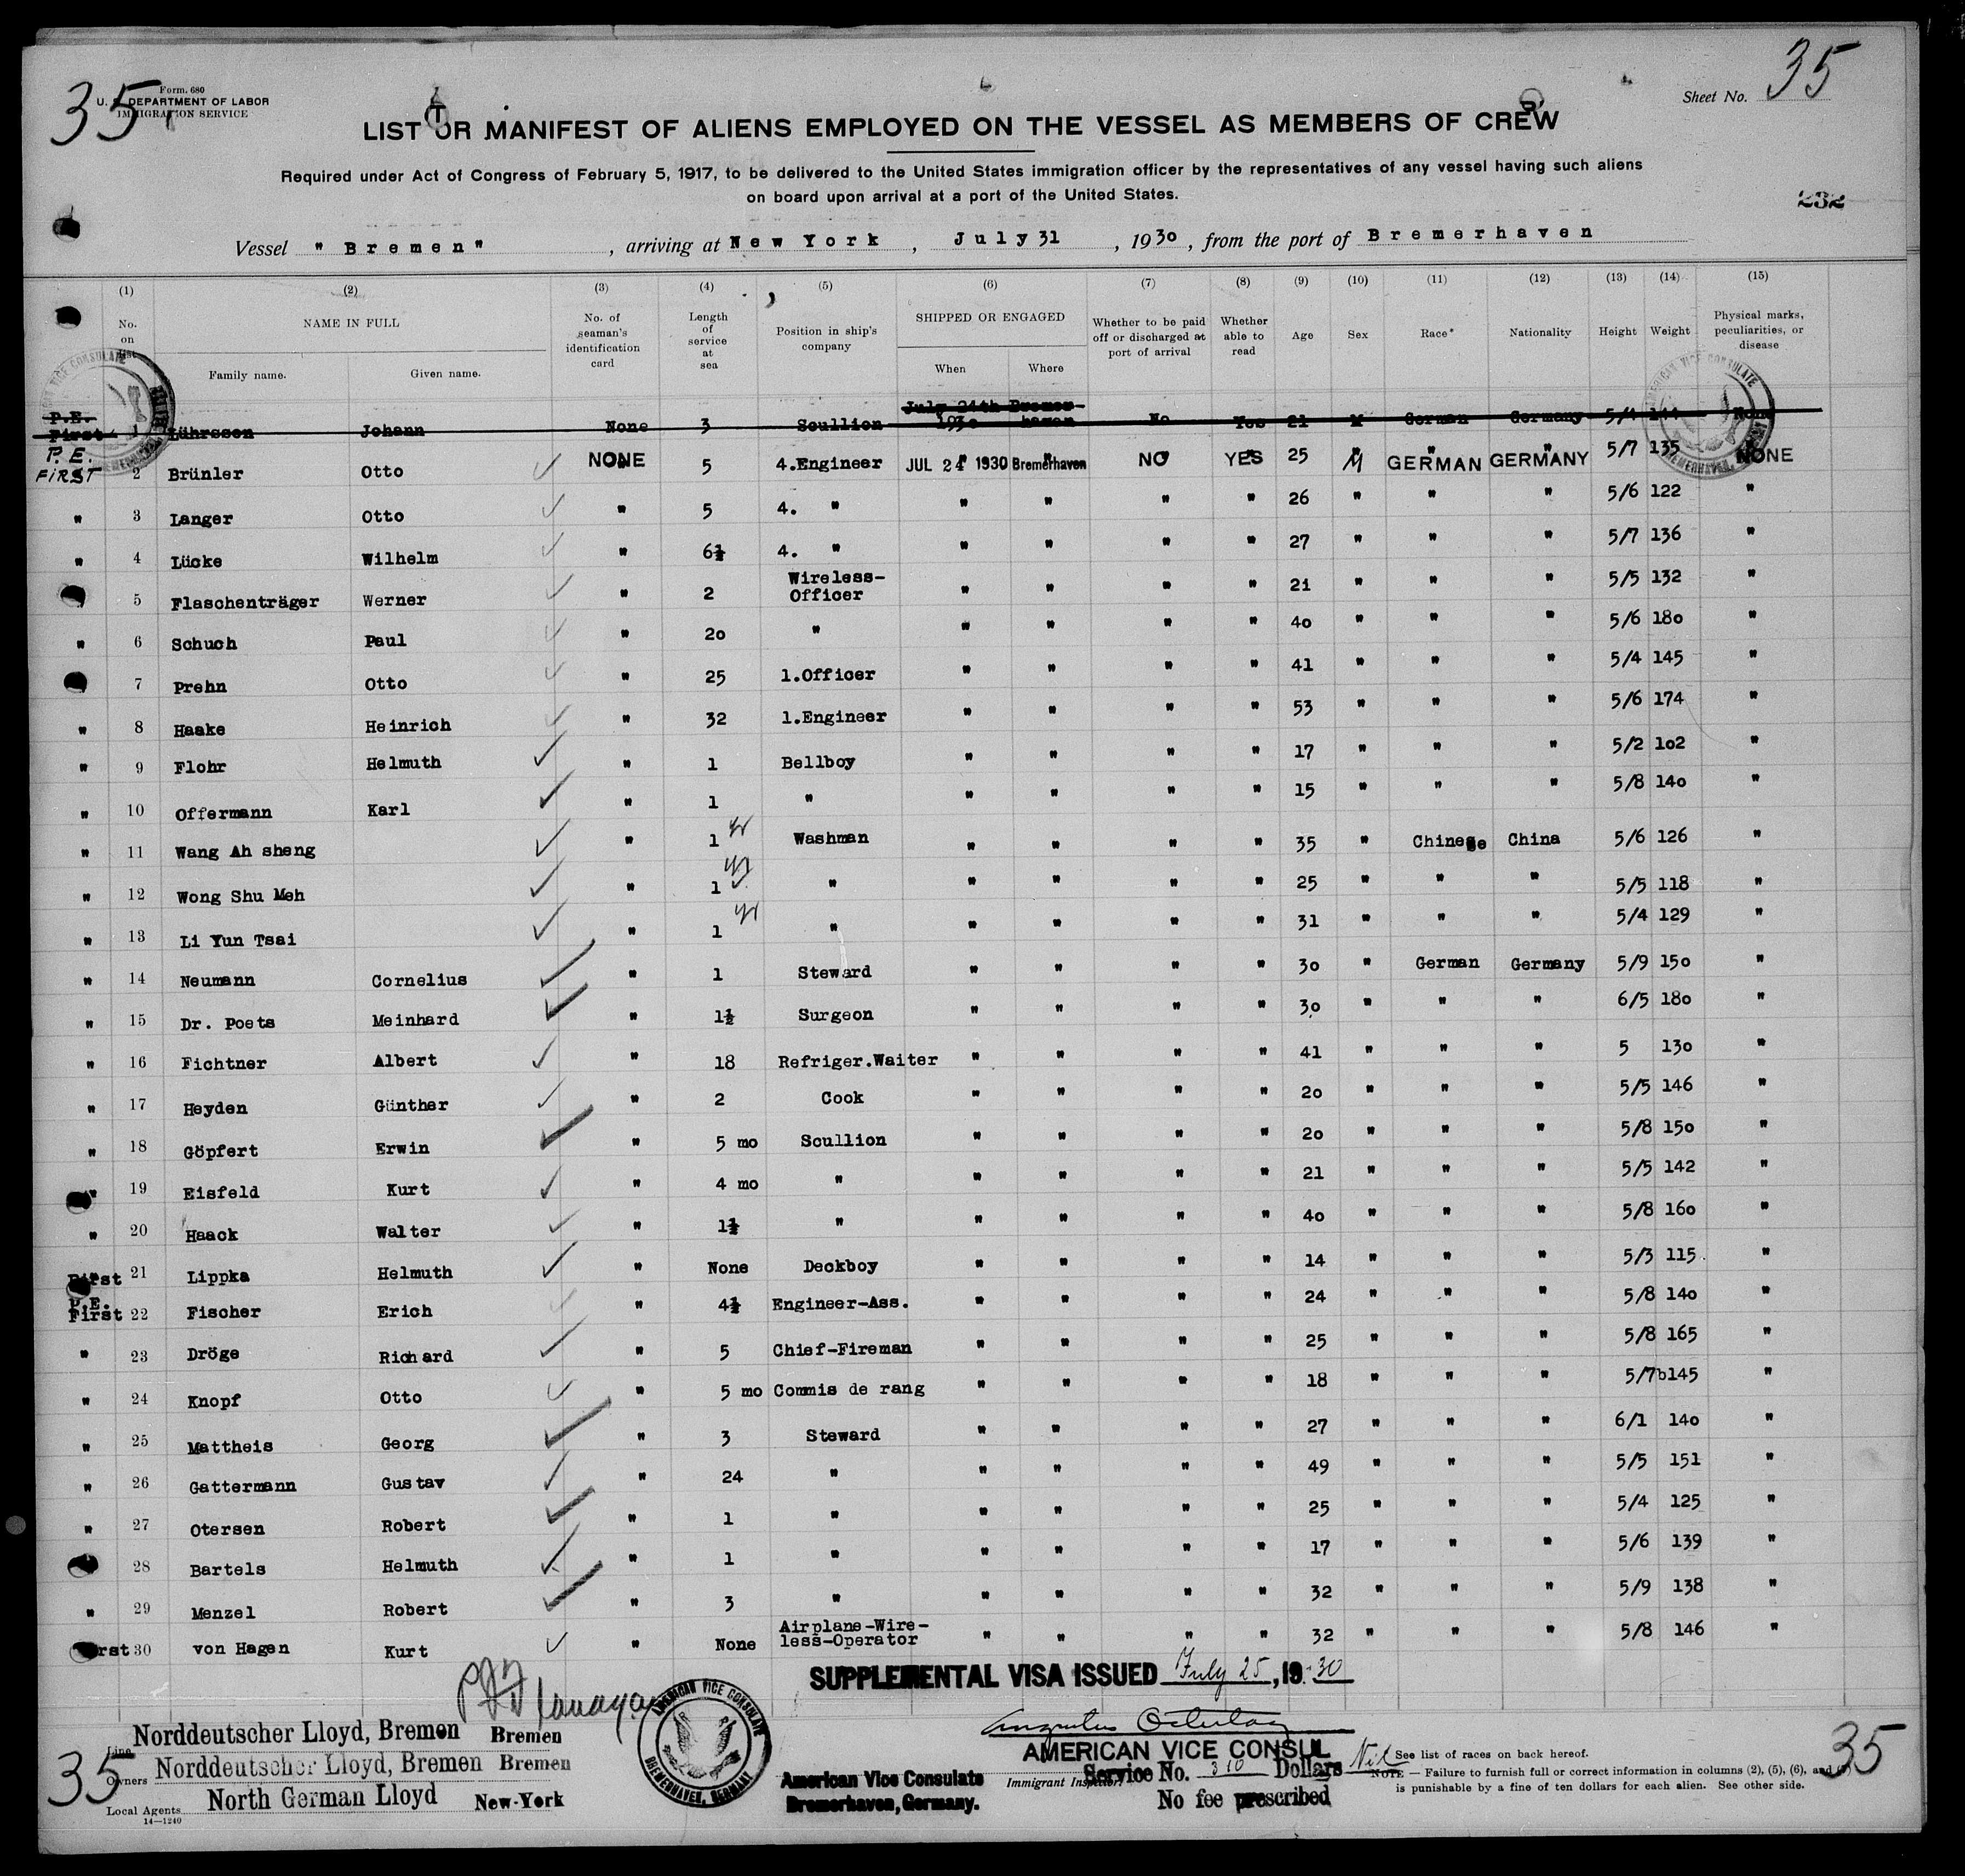 35
Form. 680
U. S. DEPARTMENT OF LABOR
IMMIGRATION SERVICE
Sheet No. 35
LIST OR MANIFEST OF ALIENS EMPLOYED ON THE VESSEL AS MEMBERS OF CREW
Required under Act of Congress of February 5, 1917, to be delivered to the United States immigration officer by the representatives of any vessel having such aliens
on board upon arrival at a port of the United States.
232
Vessel "Bremen", arriving at New York, July 31, 1930, from the port of Bremerhaven
(1) (2) (3) (4) (5) (6) (7) (8) (9) (10) (11) (12) (13) (14) (15)
No. on list NAME IN FULL Family name. Given name. No. of seaman's identification card Length of service at sea Position in ship's company SHIPPED OR ENGAGED When Where Whether to be paid off or discharged at port of arrival Whether able to read Age Sex Race* Nationality Height Weight Physical marks, peculiarities, or disease
P.E. First 1 Lührssen Johann None 3 Scullion July 24th 1930 Bremerhaven No Yes 21 M German Germany 5/4 144 None
P.E. FIRST 2 Brünler Otto NONE 5 4.Engineer JUL 24 1930 Bremerhaven NO YES 25 M GERMAN GERMANY 5/7 135 NONE
" 3 Langer Otto " 5 4. " " " " " 26 " " " 5/6 122 "
" 4 Lücke Wilhelm " 6½ 4. " " " " " 27 " " " 5/7 136 "
5 Flaschenträger Werner " 2 Wireless-Officer " " " " 21 " " " 5/5 132 "
" 6 Schuch Paul " 20 " " " " " 40 " " " 5/6 180 "
7 Prehn Otto " 25 1.Officer " " " " 41 " " " 5/4 145 "
" 8 Haake Heinrich " 32 1.Engineer " " " " 53 " " " 5/6 174 "
" 9 Flohr Helmuth " 1 Bellboy " " " " 17 " " " 5/2 102 "
" 10 Offermann Karl " 1 " " " " " 15 " " " 5/8 140 "
" 11 Wang Ah sheng " 1 yr Washman " " " " 35 " Chinese China 5/6 126 "
" 12 Wong Shu Meh " 1 yr " " " " " 25 " " " 5/5 118 "
" 13 Li Yun Tsai " 1 yr " " " " " 31 " " " 5/4 129 "
" 14 Neumann Cornelius " 1 Steward " " " " 30 " German Germany 5/9 150 "
" 15 Dr. Poets Meinhard " 1½ Surgeon " " " " 30 " " " 6/5 180 "
" 16 Fichtner Albert " 18 Refriger.Waiter " " " " 41 " " " 5 130 "
" 17 Heyden Günther " 2 Cook " " " " 20 " " " 5/5 146 "
" 18 Göpfert Erwin " 5 mo Scullion " " " " 20 " " " 5/8 150 "
" 19 Eisfeld Kurt " 4 mo " " " " " 21 " " " 5/5 142 "
" 20 Haack Walter " 1½ " " " " " 40 " " " 5/8 160 "
First 21 Lippka Helmuth " None Deckboy " " " " 14 " " " 5/3 115 "
P.E. First 22 Fischer Erich " 4½ Engineer-Ass. " " " " 24 " " " 5/8 140 "
" 23 Dröge Richard " 5 Chief-Fireman " " " " 25 " " " 5/8 165 "
" 24 Knopf Otto " 5 mo Commis de rang " " " " 18 " " " 5/7 145 "
" 25 Mattheis Georg " 3 Steward " " " " 27 " " " 6/1 140 "
" 26 Gattermann Gustav " 24 " " " " " 49 " " " 5/5 151 "
" 27 Otersen Robert " 1 " " " " " 25 " " " 5/4 125 "
28 Bartels Helmuth " 1 " " " " " 17 " " " 5/6 139 "
" 29 Menzel Robert " 3 " " " " " 32 " " " 5/9 138 "
First 30 von Hagen Kurt " None Airplane-Wireless-Operator " " " " 32 " " " 5/8 146 "
SUPPLEMENTAL VISA ISSUED July 25, 1930
AMERICAN VICE CONSULATE
BREMERHAVEN, GERMANY.
Line Norddeutscher Lloyd, Bremen Bremen
Owners Norddeutscher Lloyd, Bremen Bremen
Local Agents North German Lloyd New-York
14—1240
35
American Vice Consulate
Bremerhaven, Germany.
AMERICAN VICE CONSUL
Immigrant Inspector
Service No. 310 Dollars Nil
No fee prescribed
See list of races on back hereof.
NOTE.—Failure to furnish full or correct information in columns (2), (5), (6), and
is punishable by a fine of ten dollars for each alien. See other side.
35